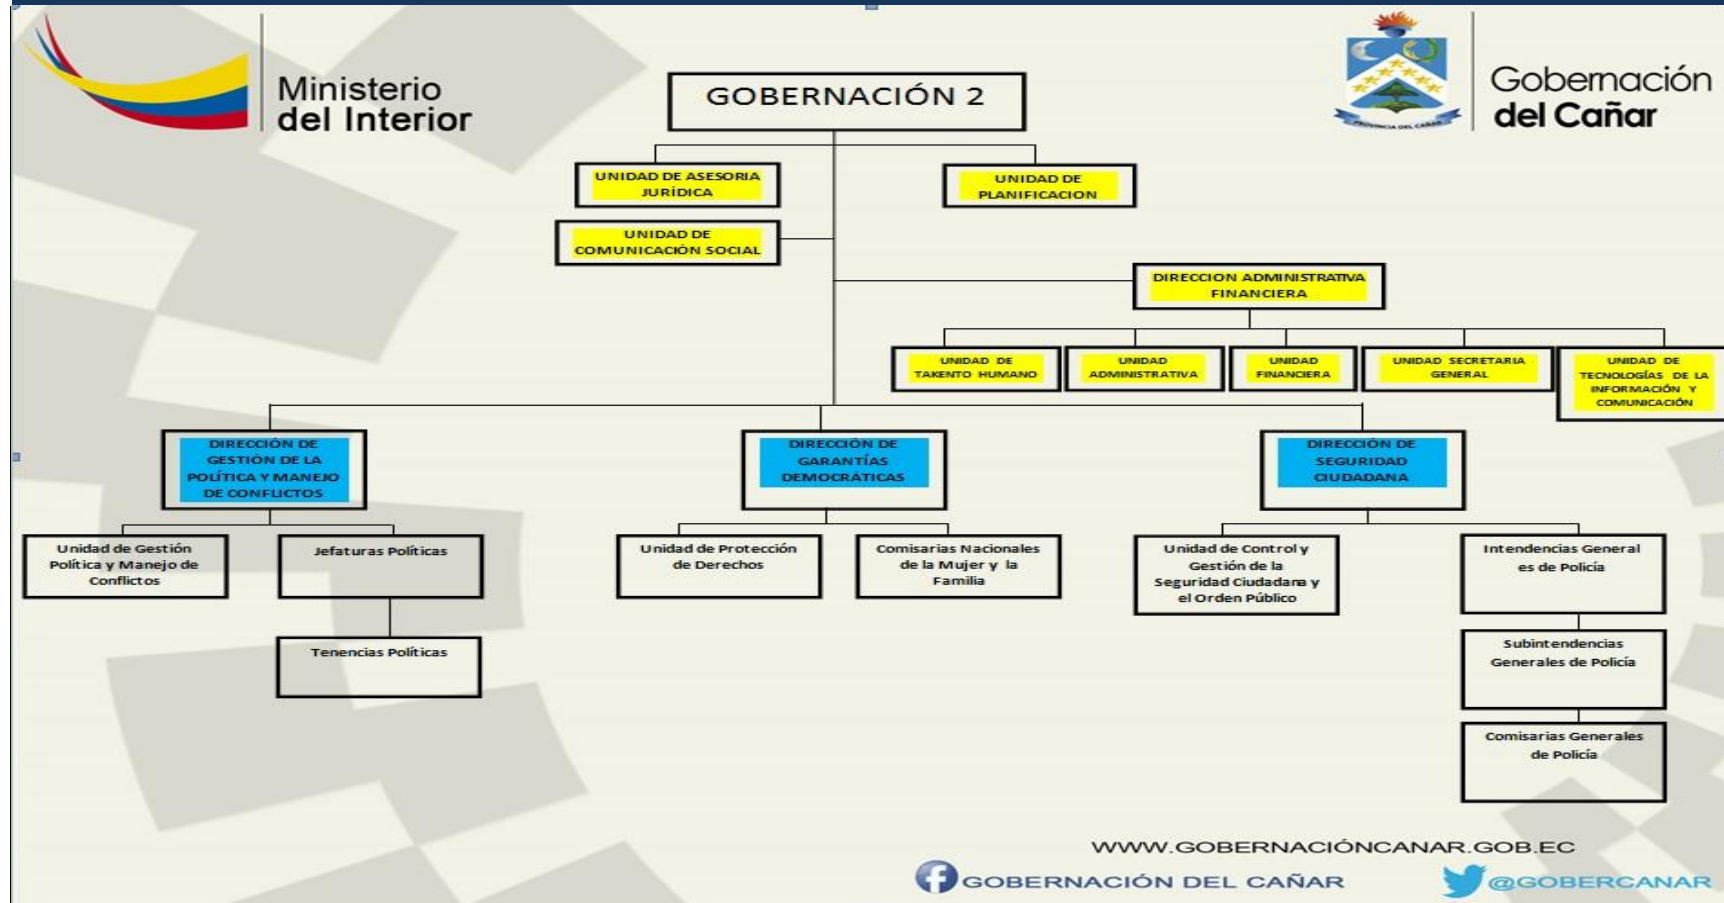 Ministerio
del Interior
GOBERNACIÓN 2
PROVINCIA DEL CAÑAR
Gobernación
del Cañar
UNIDAD DE ASESORIA
JURÍDICA
UNIDAD DE
PLANIFICACION
UNIDAD DE
COMUNICACIÓN SOCIAL
DIRECCION ADMINISTRATIVA
FINANCIERA
UNIDAD DE
TAKENTO HUMANO
UNIDAD
ADMINISTRATIVA
UNIDAD
FINANCIERA
UNIDAD SECRETARIA
GENERAL
UNIDAD DE
TECNOLOGÍAS DE LA
INFORMACIÓN Y
COMUNICACIÓN
DIRECCIÓN DE
GESTIÓN DE LA
POLÍTICA Y MANEJO
DE CONFLICTOS
DIRECCIÓN DE
GARANTÍAS
DEMOCRÁTICAS
DIRECCIÓN DE
SEGURIDAD
CIUDADANA
Unidad de Gestión
Política y Manejo de
Conflictos
Jefaturas Políticas
Unidad de Protección
de Derechos
Comisarias Nacionales
de la Mujer y la
Familia
Unidad de Control y
Gestión de la
Seguridad Ciudadana y
el Orden Público
Intendencias General
es de Policía
Tenencias Políticas
Subintendencias
Generales de Policía
Comisarias Generales
de Policía
WWW.GOBERNACIÓNCANAR.GOB.EC
GOBERNACIÓN DEL CAÑAR
@GOBERCANAR